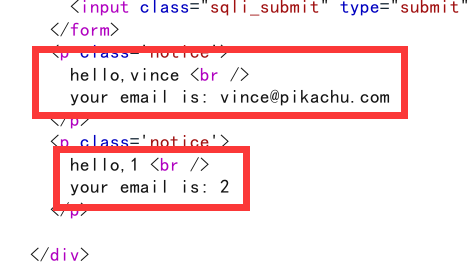 <input class="sqli_submit" type="submit"
</form>
<p class='notice'>
hello,vince <br />
your email is: vince@pikachu.com
</p>
<p class='notice'>
hello,1 <br />
your email is: 2
</p>
</div>